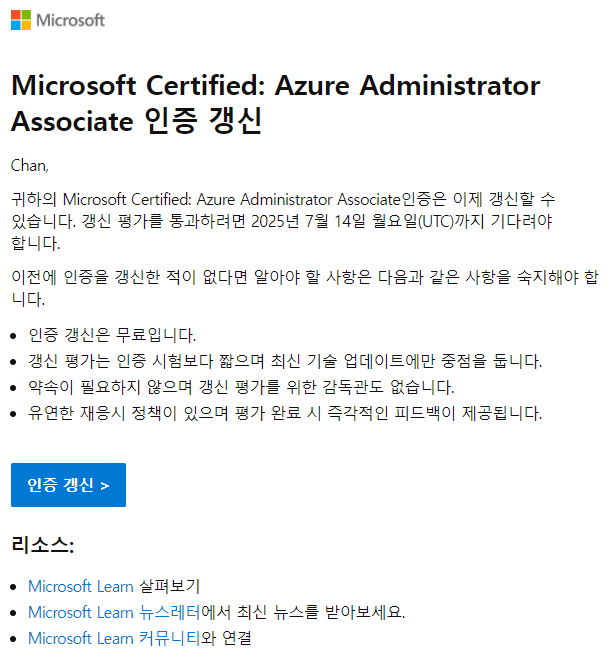 Microsoft
Microsoft Certified: Azure Administrator
Associate 인증 갱신
Chan,
귀하의 Microsoft Certified: Azure Administrator Associate인증은 이제 갱신할 수
있습니다. 갱신 평가를 통과하려면 2025년 7월 14일 월요일(UTC)까지 기다려야
합니다.
이전에 인증을 갱신한 적이 없다면 알아야 할 사항은 다음과 같은 사항을 숙지해야 합
니다.
• 인증 갱신은 무료입니다.
• 갱신 평가는 인증 시험보다 짧으며 최신 기술 업데이트에만 중점을 둡니다.
• 약속이 필요하지 않으며 갱신 평가를 위한 감독관도 없습니다.
• 유연한 재응시 정책이 있으며 평가 완료 시 즉각적인 피드백이 제공됩니다.
인증 갱신 >
리소스:
• Microsoft Learn 살펴보기
• Microsoft Learn 뉴스레터에서 최신 뉴스를 받아보세요.
• Microsoft Learn 커뮤니티와 연결